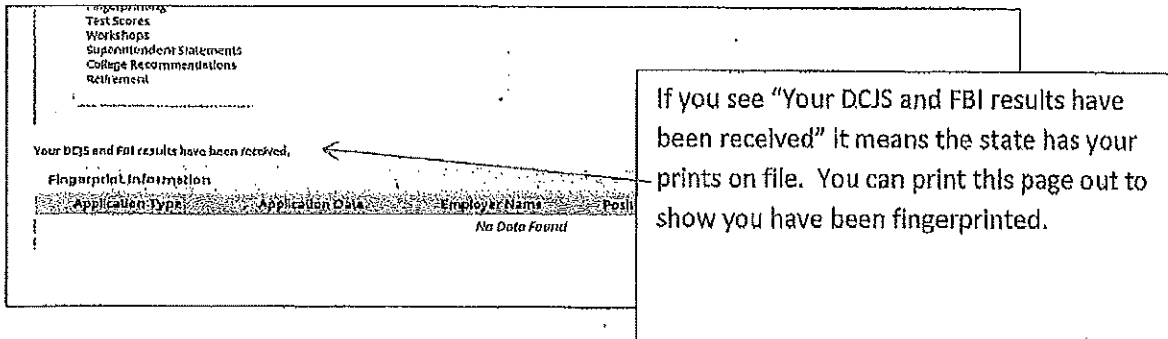 Fingerprinting
Test Scores
Workshops
Superintendent Statements
College Recommendations
Retirement
Your DCJS and FBI results have been received.
Fingerprint Information
Application Type Application Date Employer Name Posi
No Data Found
If you see “Your DCJS and FBI results have
been received” it means the state has your
prints on file. You can print this page out to
show you have been fingerprinted.